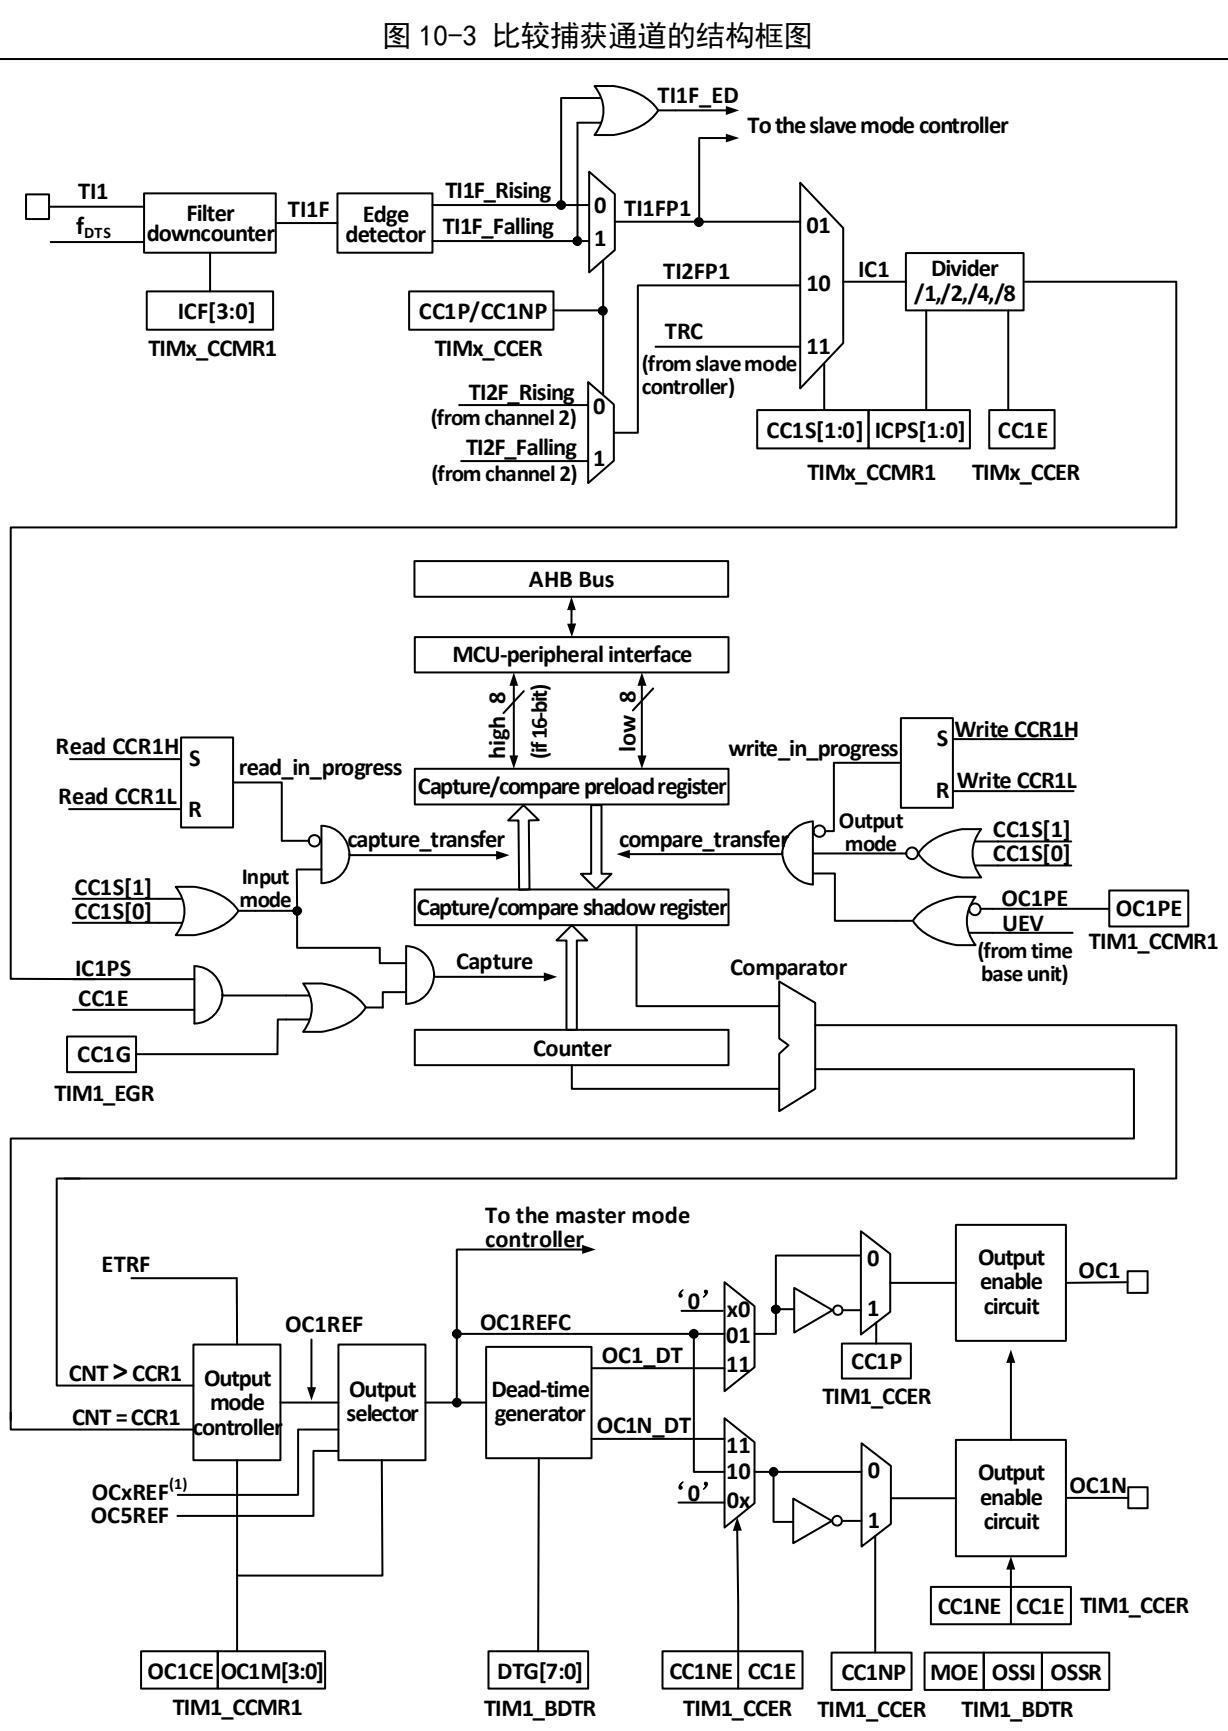 图 10-3 比较捕获通道的结构框图
TI1F_ED
To the slave mode controller
TI1
f_DTS
Filter
downcounter
TI1F
Edge
detector
TI1F_Rising
TI1F_Falling
0
1
TI1FP1
01
TI2FP1
10
IC1
Divider
/1,/2,/4,/8
ICF[3:0]
TIMx_CCMR1
CC1P/CC1NP
TIMx_CCER
TRC
(from slave mode
controller)
11
TI2F_Rising
(from channel 2)
0
TI2F_Falling
(from channel 2)
1
CC1S[1:0]
ICPS[1:0]
TIMx_CCMR1
CC1E
TIMx_CCER
AHB Bus
MCU-peripheral interface
high
8
(if 16-bit)
low
8
Read CCR1H
S
Read CCR1L
R
read_in_progress
Capture/compare preload register
write_in_progress
S
Write CCR1H
R
Write CCR1L
capture_transfer
compare_transfer
Output
mode
CC1S[1]
CC1S[0]
CC1S[1]
CC1S[0]
Input
mode
Capture/compare shadow register
OC1PE
UEV
(from time
base unit)
OC1PE
TIM1_CCMR1
IC1PS
CC1E
Capture
Comparator
CC1G
TIM1_EGR
Counter
To the master mode
controller
ETRF
OC1REF
OC1REFC
CNT > CCR1
CNT = CCR1
Output
mode
controller
Output
selector
Dead-time
generator
OC1_DT
OC1N_DT
‘0’
x0
01
11
0
1
CC1P
TIM1_CCER
Output
enable
circuit
OC1
11
10
‘0’
0x
0
1
Output
enable
circuit
OC1N
OCxREF(1)
OC5REF
CC1NE
CC1E
TIM1_CCER
OC1CE
OC1M[3:0]
TIM1_CCMR1
DTG[7:0]
TIM1_BDTR
CC1NE
CC1E
TIM1_CCER
CC1NP
TIM1_CCER
MOE
OSSI
OSSR
TIM1_BDTR